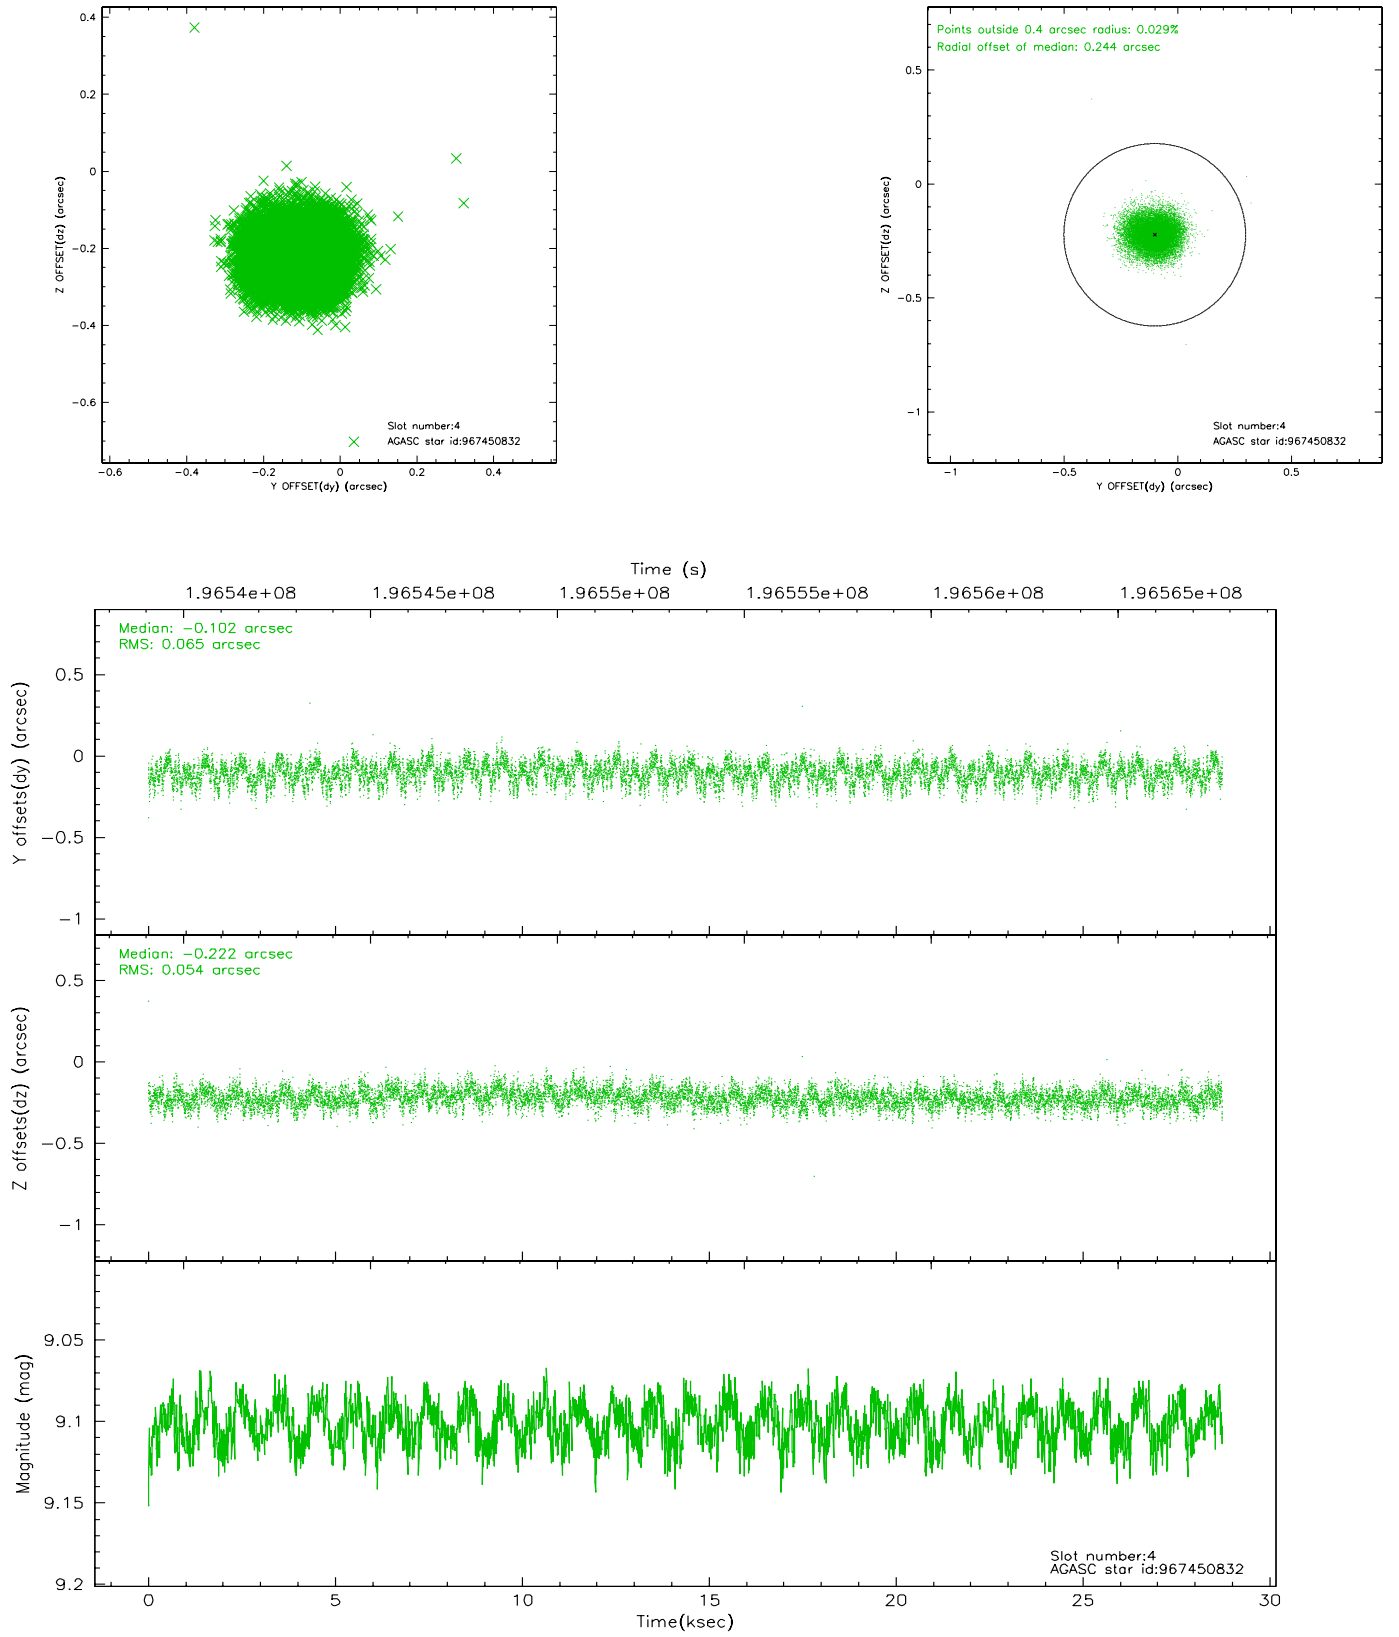 0.4
0.2
0
-0.2
-0.4
-0.6
Z OFFSET(dz) (arcsec)
Slot number:4
AGASC star id:967450832
-0.6 -0.4 -0.2 0 0.2 0.4
Y OFFSET(dy) (arcsec)
Points outside 0.4 arcsec radius: 0.029%
Radial offset of median: 0.244 arcsec
0.5
0
-0.5
-1
Z OFFSET(dz) (arcsec)
Slot number:4
AGASC star id:967450832
-1 -0.5 0 0.5
Y OFFSET(dy) (arcsec)
Time (s)
1.9654e+08 1.96545e+08 1.9655e+08 1.96555e+08 1.9656e+08 1.96565e+08
Median: -0.102 arcsec
RMS: 0.065 arcsec
0.5
0
-0.5
-1
Y offsets(dy) (arcsec)
Median: -0.222 arcsec
RMS: 0.054 arcsec
0.5
0
-0.5
-1
Z offsets(dz) (arcsec)
9.05
9.1
9.15
9.2
Magnitude (mag)
Slot number:4
AGASC star id:967450832
0 5 10 15 20 25 30
Time(ksec)